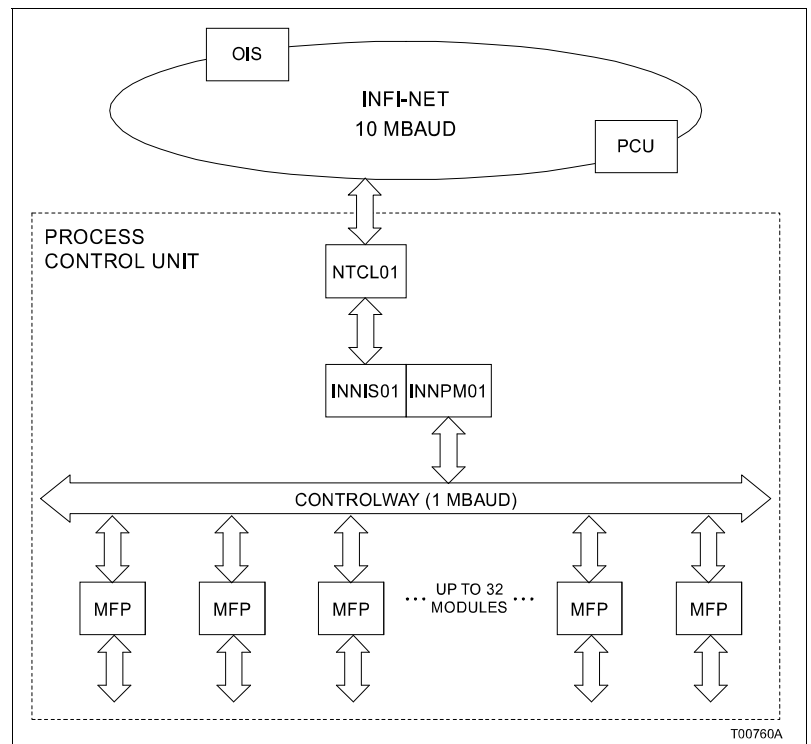 OIS
INFI-NET
10 MBAUD
PCU
PROCESS
CONTROL UNIT
NTCL01
INNIS01 INNPM01
CONTROLWAY (1 MBAUD)
MFP MFP MFP ··· UP TO 32 ··· MFP MFP
MODULES
T00760A